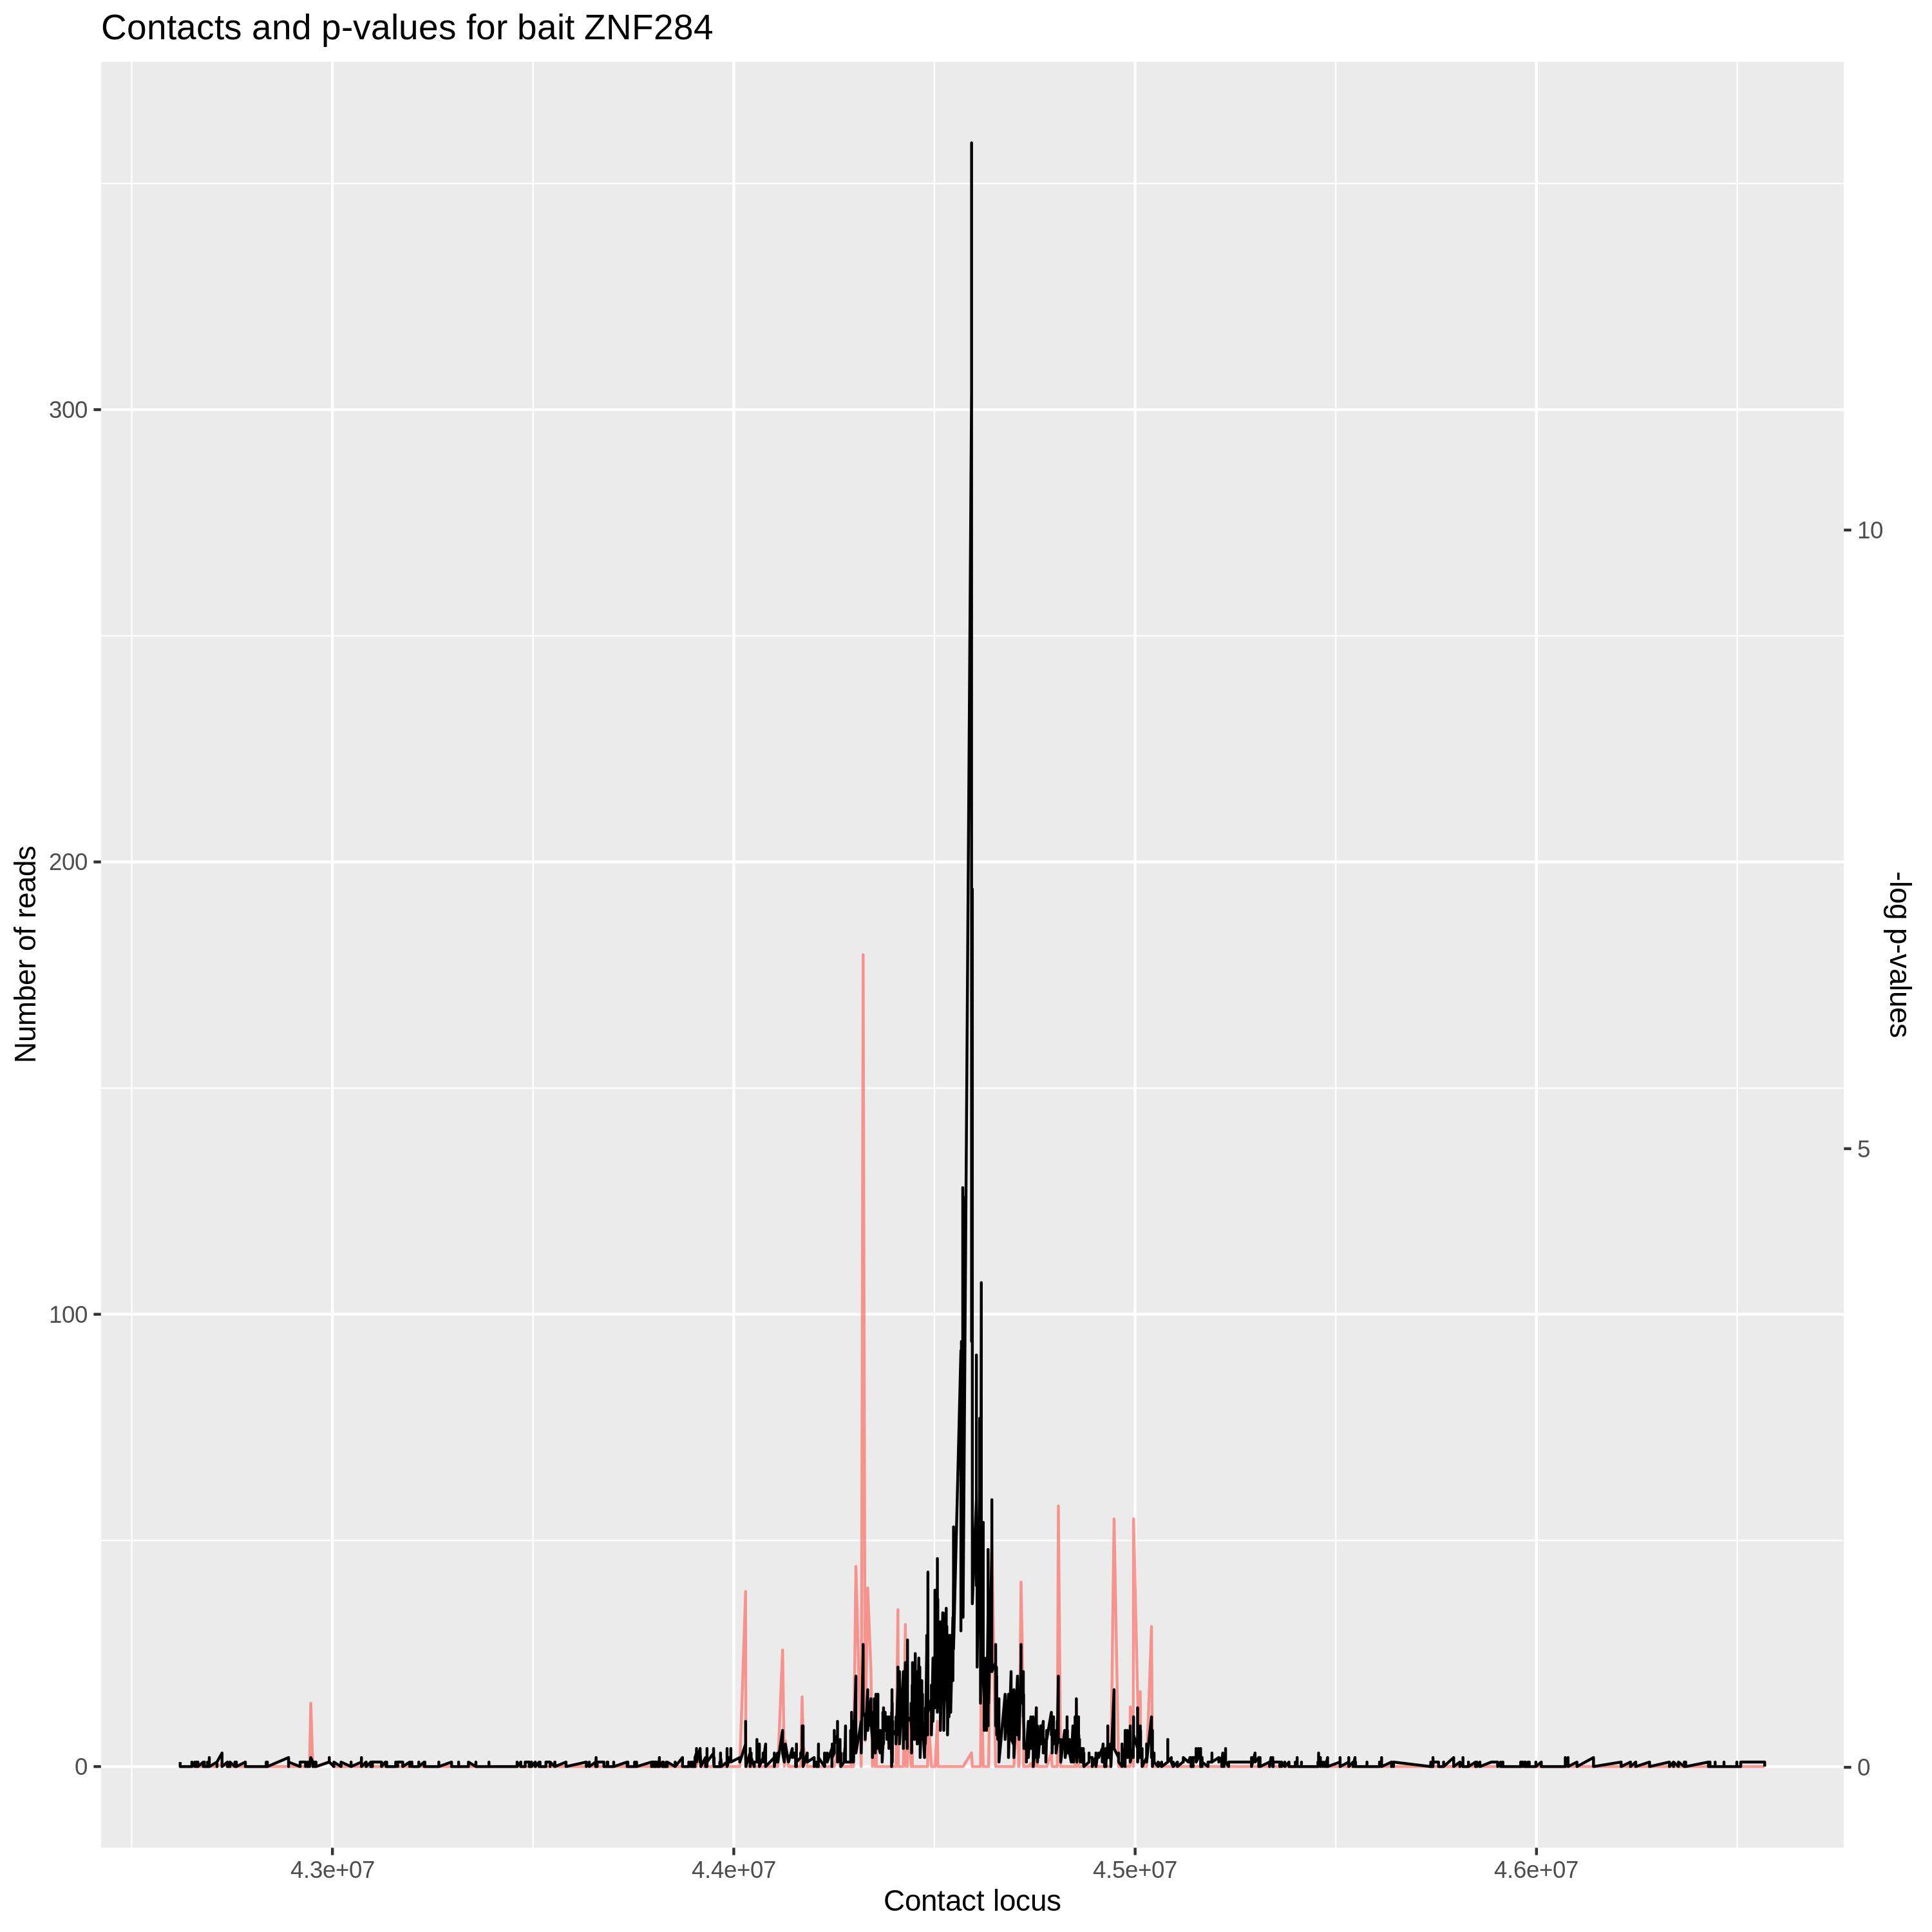 Contacts and p-values for bait ZNF284
Number of reads
300
200
100
0
10
5
0
-log p-values
4.3e+07
4.4e+07
4.5e+07
4.6e+07
Contact locus